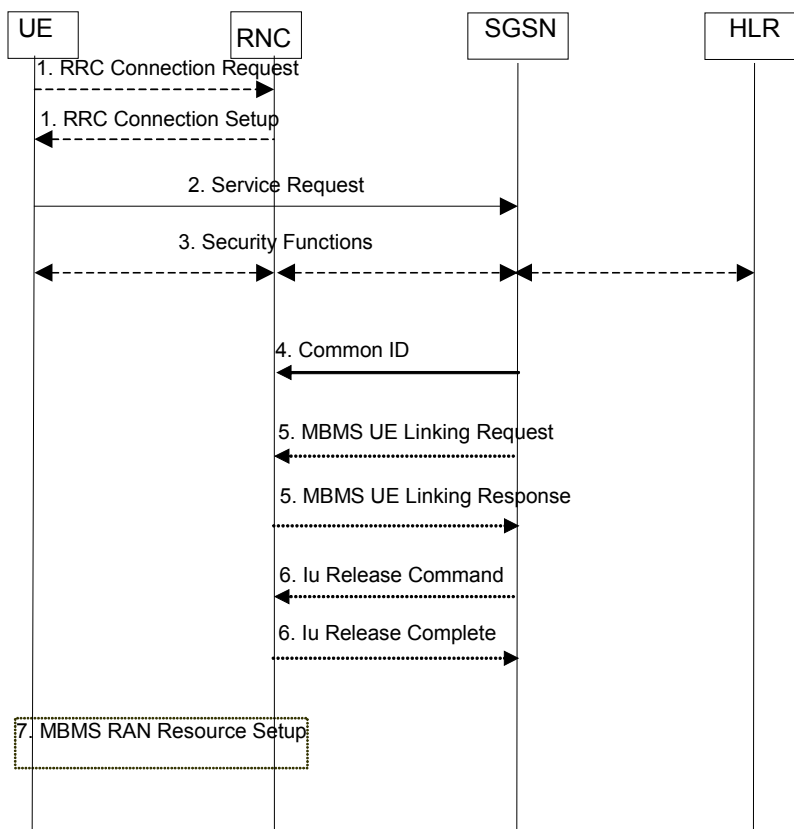 UE
RNC
SGSN
HLR
1. RRC Connection Request
1. RRC Connection Setup
2. Service Request
3. Security Functions
4. Common ID
5. MBMS UE Linking Request
5. MBMS UE Linking Response
6. Iu Release Command
6. Iu Release Complete
7. MBMS RAN Resource Setup